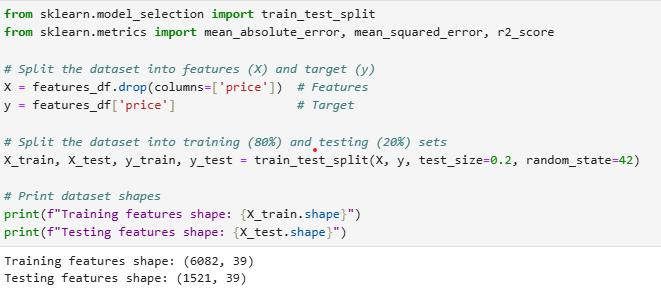 from sklearn.model_selection import train_test_split
from sklearn.metrics import mean_absolute_error, mean_squared_error, r2_score
# Split the dataset into features (X) and target (y)
X = features_df.drop(columns=['price'])  # Features
y = features_df['price']                 # Target
# Split the dataset into training (80%) and testing (20%) sets
X_train, X_test, y_train, y_test = train_test_split(X, y, test_size=0.2, random_state=42)
# Print dataset shapes
print(f"Training features shape: {X_train.shape}")
print(f"Testing features shape: {X_test.shape}")
Training features shape: (6082, 39)
Testing features shape: (1521, 39)